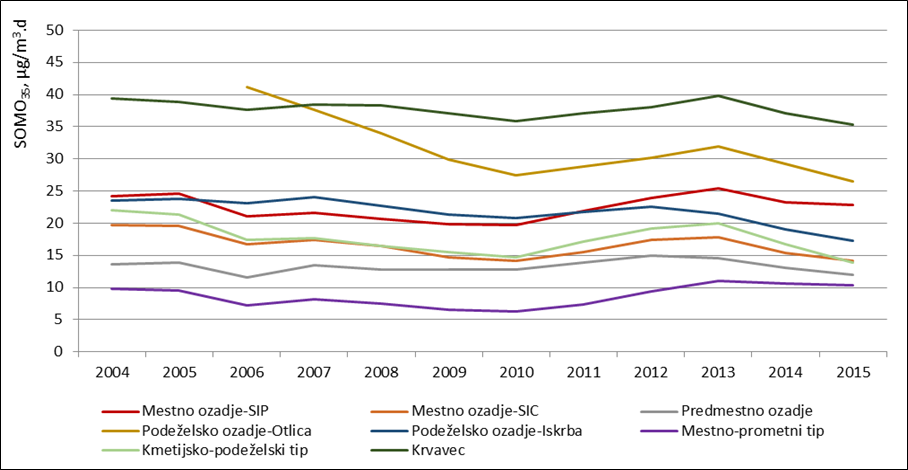 SOMO35, µg/m³.d
50
45
40
35
30
25
20
15
10
5
0
2004 2005 2006 2007 2008 2009 2010 2011 2012 2013 2014 2015
Mestno ozadje-SIP Mestno ozadje-SIC Predmestno ozadje
Podeželsko ozadje-Otlica Podeželsko ozadje-Iskrba Mestno-prometni tip
Kmetijsko-podeželski tip Krvavec